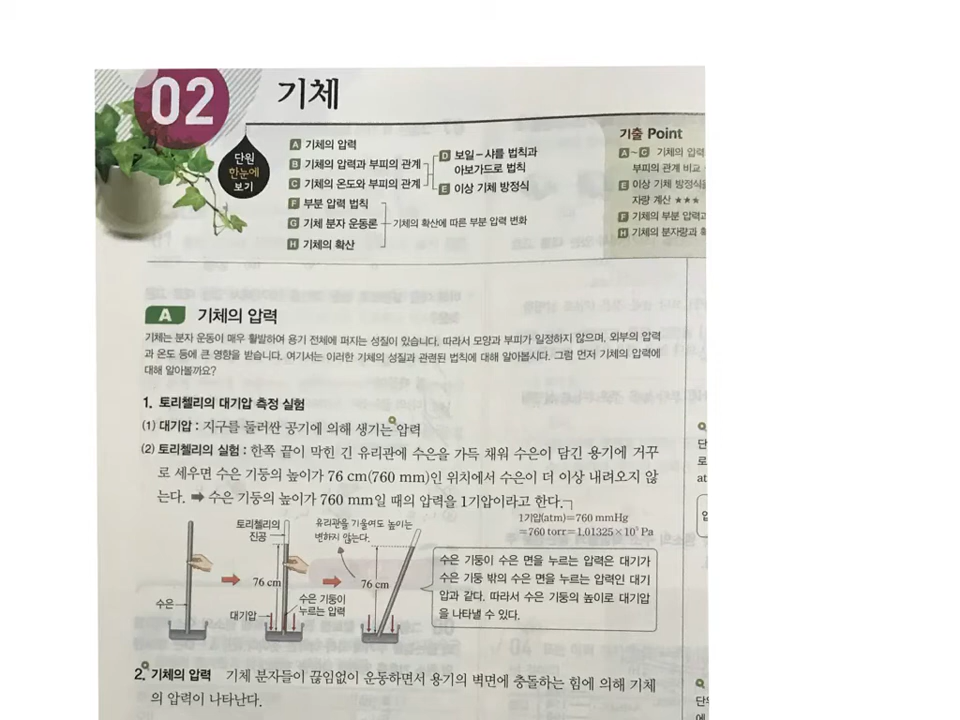 02
기체
단원
한눈에
보기
A 기체의 압력
B 기체의 압력과 부피의 관계
C 기체의 온도와 부피의 관계
D 보일-샤를 법칙과
아보가드로 법칙
E 이상 기체 방정식
F 부분 압력 법칙
G 기체 분자 운동론
H 기체의 확산
기체의 확산에 따른 부분 압력 변화
기출 Point
A~C 기체의 압력
부피의 관계 비교
E 이상 기체 방정식을
자량 계산 ★★★
F 기체의 부분 압력과
H 기체의 분자량과
A 기체의 압력
기체는 분자 운동이 매우 활발하여 용기 전체에 퍼지는 성질이 있습니다. 따라서 모양과 부피가 일정하지 않으며, 외부의 압력
과 온도 등에 큰 영향을 받습니다. 여기서는 이러한 기체의 성질과 관련된 법칙에 대해 알아봅시다. 그럼 먼저 기체의 압력에
대해 알아볼까요?
1. 토리첼리의 대기압 측정 실험
(1) 대기압 : 지구를 둘러싼 공기에 의해 생기는 압력
(2) 토리첼리의 실험 : 한쪽 끝이 막힌 긴 유리관에 수은을 가득 채워 수은이 담긴 용기에 거꾸
로 세우면 수은 기둥의 높이가 76 cm(760 mm)인 위치에서 수은이 더 이상 내려오지 않
는다. ➡ 수은 기둥의 높이가 760 mm일 때의 압력을 1기압이라고 한다.
1기압(atm)=760 mmHg
=760 torr=1.01325×10⁵ Pa
토리첼리의
진공
유리관을 기울여도 높이는
변하지 않는다.
76 cm
76 cm
수은
대기압
수은 기둥이
누르는 압력
수은 기둥이 수은 면을 누르는 압력은 대기가
수은 기둥 밖의 수은 면을 누르는 압력인 대기
압과 같다. 따라서 수은 기둥의 높이로 대기압
을 나타낼 수 있다.
2. 기체의 압력 기체 분자들이 끊임없이 운동하면서 용기의 벽면에 충돌하는 힘에 의해 기체
의 압력이 나타난다.
단
로
at
압
단위
에